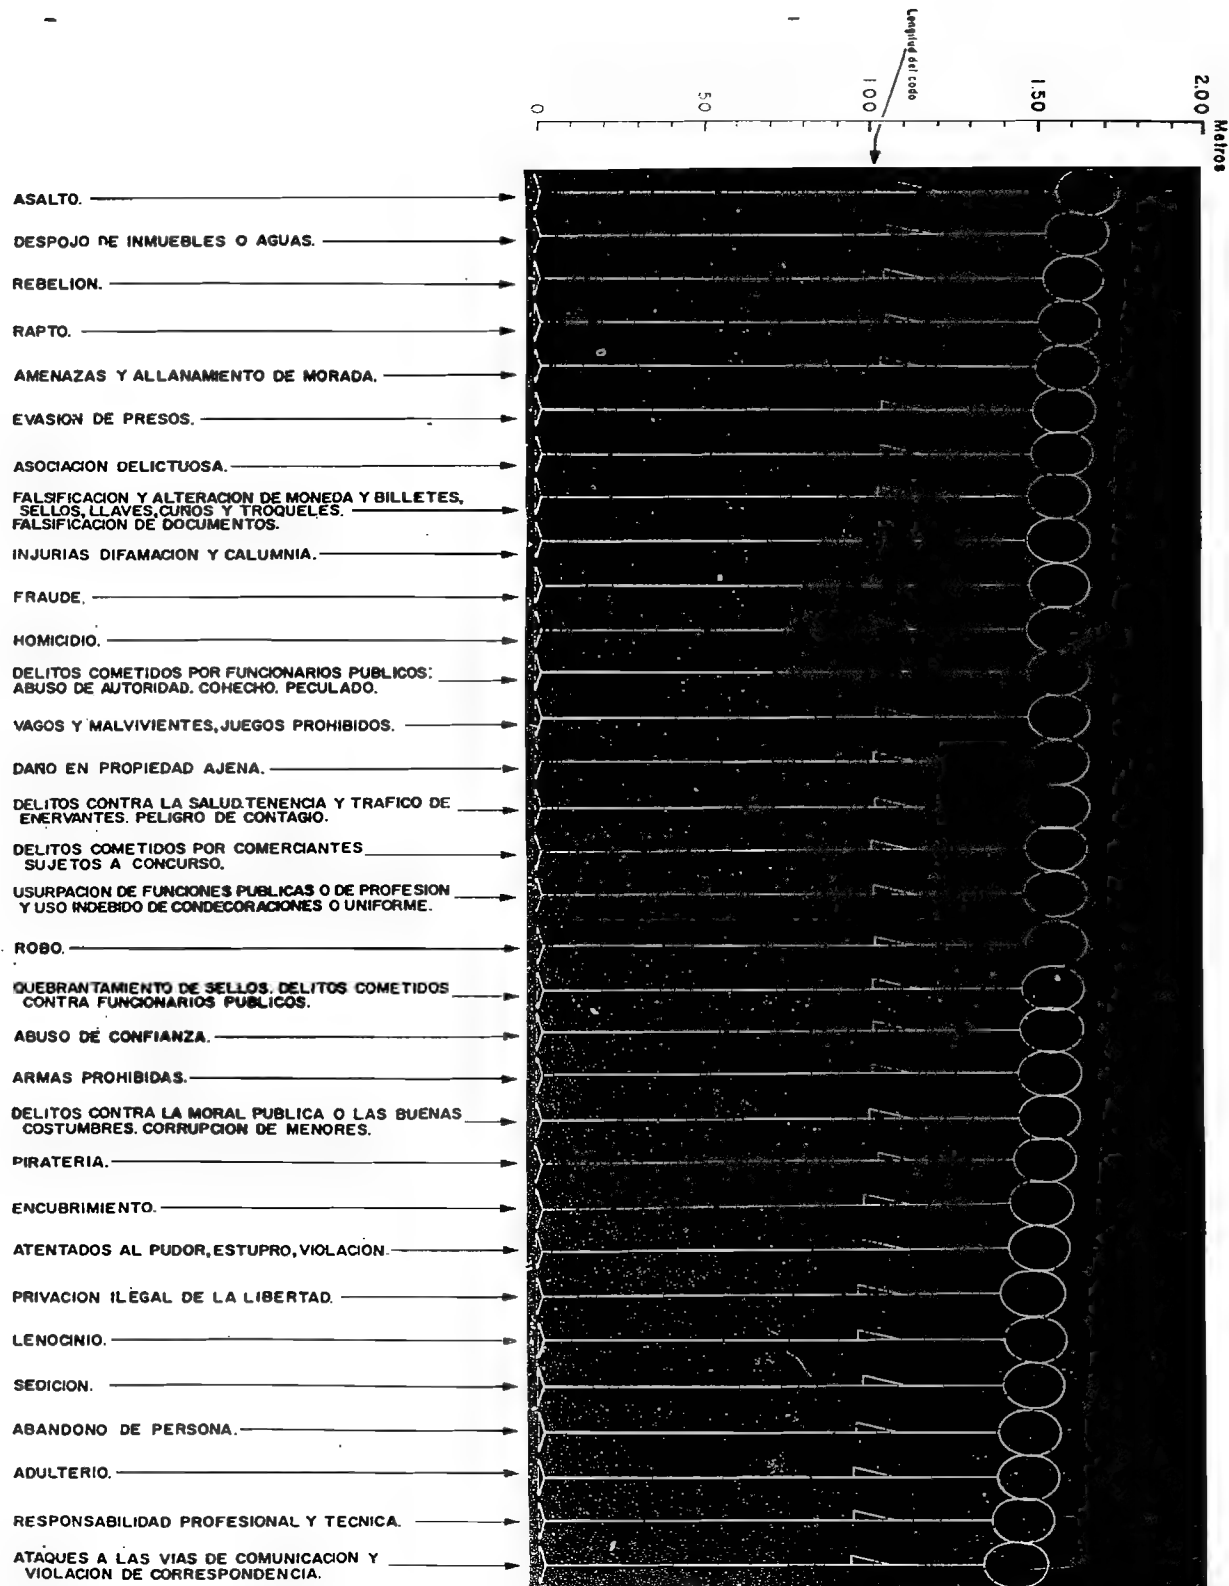 Longitud del codo
0
50
1.00
1.50
2.00
Metros
ASALTO.
DESPOJO DE INMUEBLES O AGUAS.
REBELION.
RAPTO.
AMENAZAS Y ALLANAMIENTO DE MORADA.
EVASION DE PRESOS.
ASOCIACION DELICTUOSA.
FALSIFICACION Y ALTERACION DE MONEDA Y BILLETES,
SELLOS, LLAVES, CUÑOS Y TROQUELES.
FALSIFICACION DE DOCUMENTOS.
INJURIAS DIFAMACION Y CALUMNIA.
FRAUDE.
HOMICIDIO.
DELITOS COMETIDOS POR FUNCIONARIOS PUBLICOS:
ABUSO DE AUTORIDAD. COHECHO. PECULADO.
VAGOS Y MALVIVIENTES, JUEGOS PROHIBIDOS.
DAÑO EN PROPIEDAD AJENA.
DELITOS CONTRA LA SALUD. TENENCIA Y TRAFICO DE
ENERVANTES. PELIGRO DE CONTAGIO.
DELITOS COMETIDOS POR COMERCIANTES
SUJETOS A CONCURSO.
USURPACION DE FUNCIONES PUBLICAS O DE PROFESION
Y USO INDEBIDO DE CONDECORACIONES O UNIFORME.
ROBO.
QUEBRANTAMIENTO DE SELLOS. DELITOS COMETIDOS
CONTRA FUNCIONARIOS PUBLICOS.
ABUSO DE CONFIANZA.
ARMAS PROHIBIDAS.
DELITOS CONTRA LA MORAL PUBLICA O LAS BUENAS
COSTUMBRES. CORRUPCION DE MENORES.
PIRATERIA.
ENCUBRIMIENTO.
ATENTADOS AL PUDOR, ESTUPRO, VIOLACION.
PRIVACION ILEGAL DE LA LIBERTAD.
LENOCINIO.
SEDICION.
ABANDONO DE PERSONA.
ADULTERIO.
RESPONSABILIDAD PROFESIONAL Y TECNICA.
ATAQUES A LAS VIAS DE COMUNICACION Y
VIOLACION DE CORRESPONDENCIA.